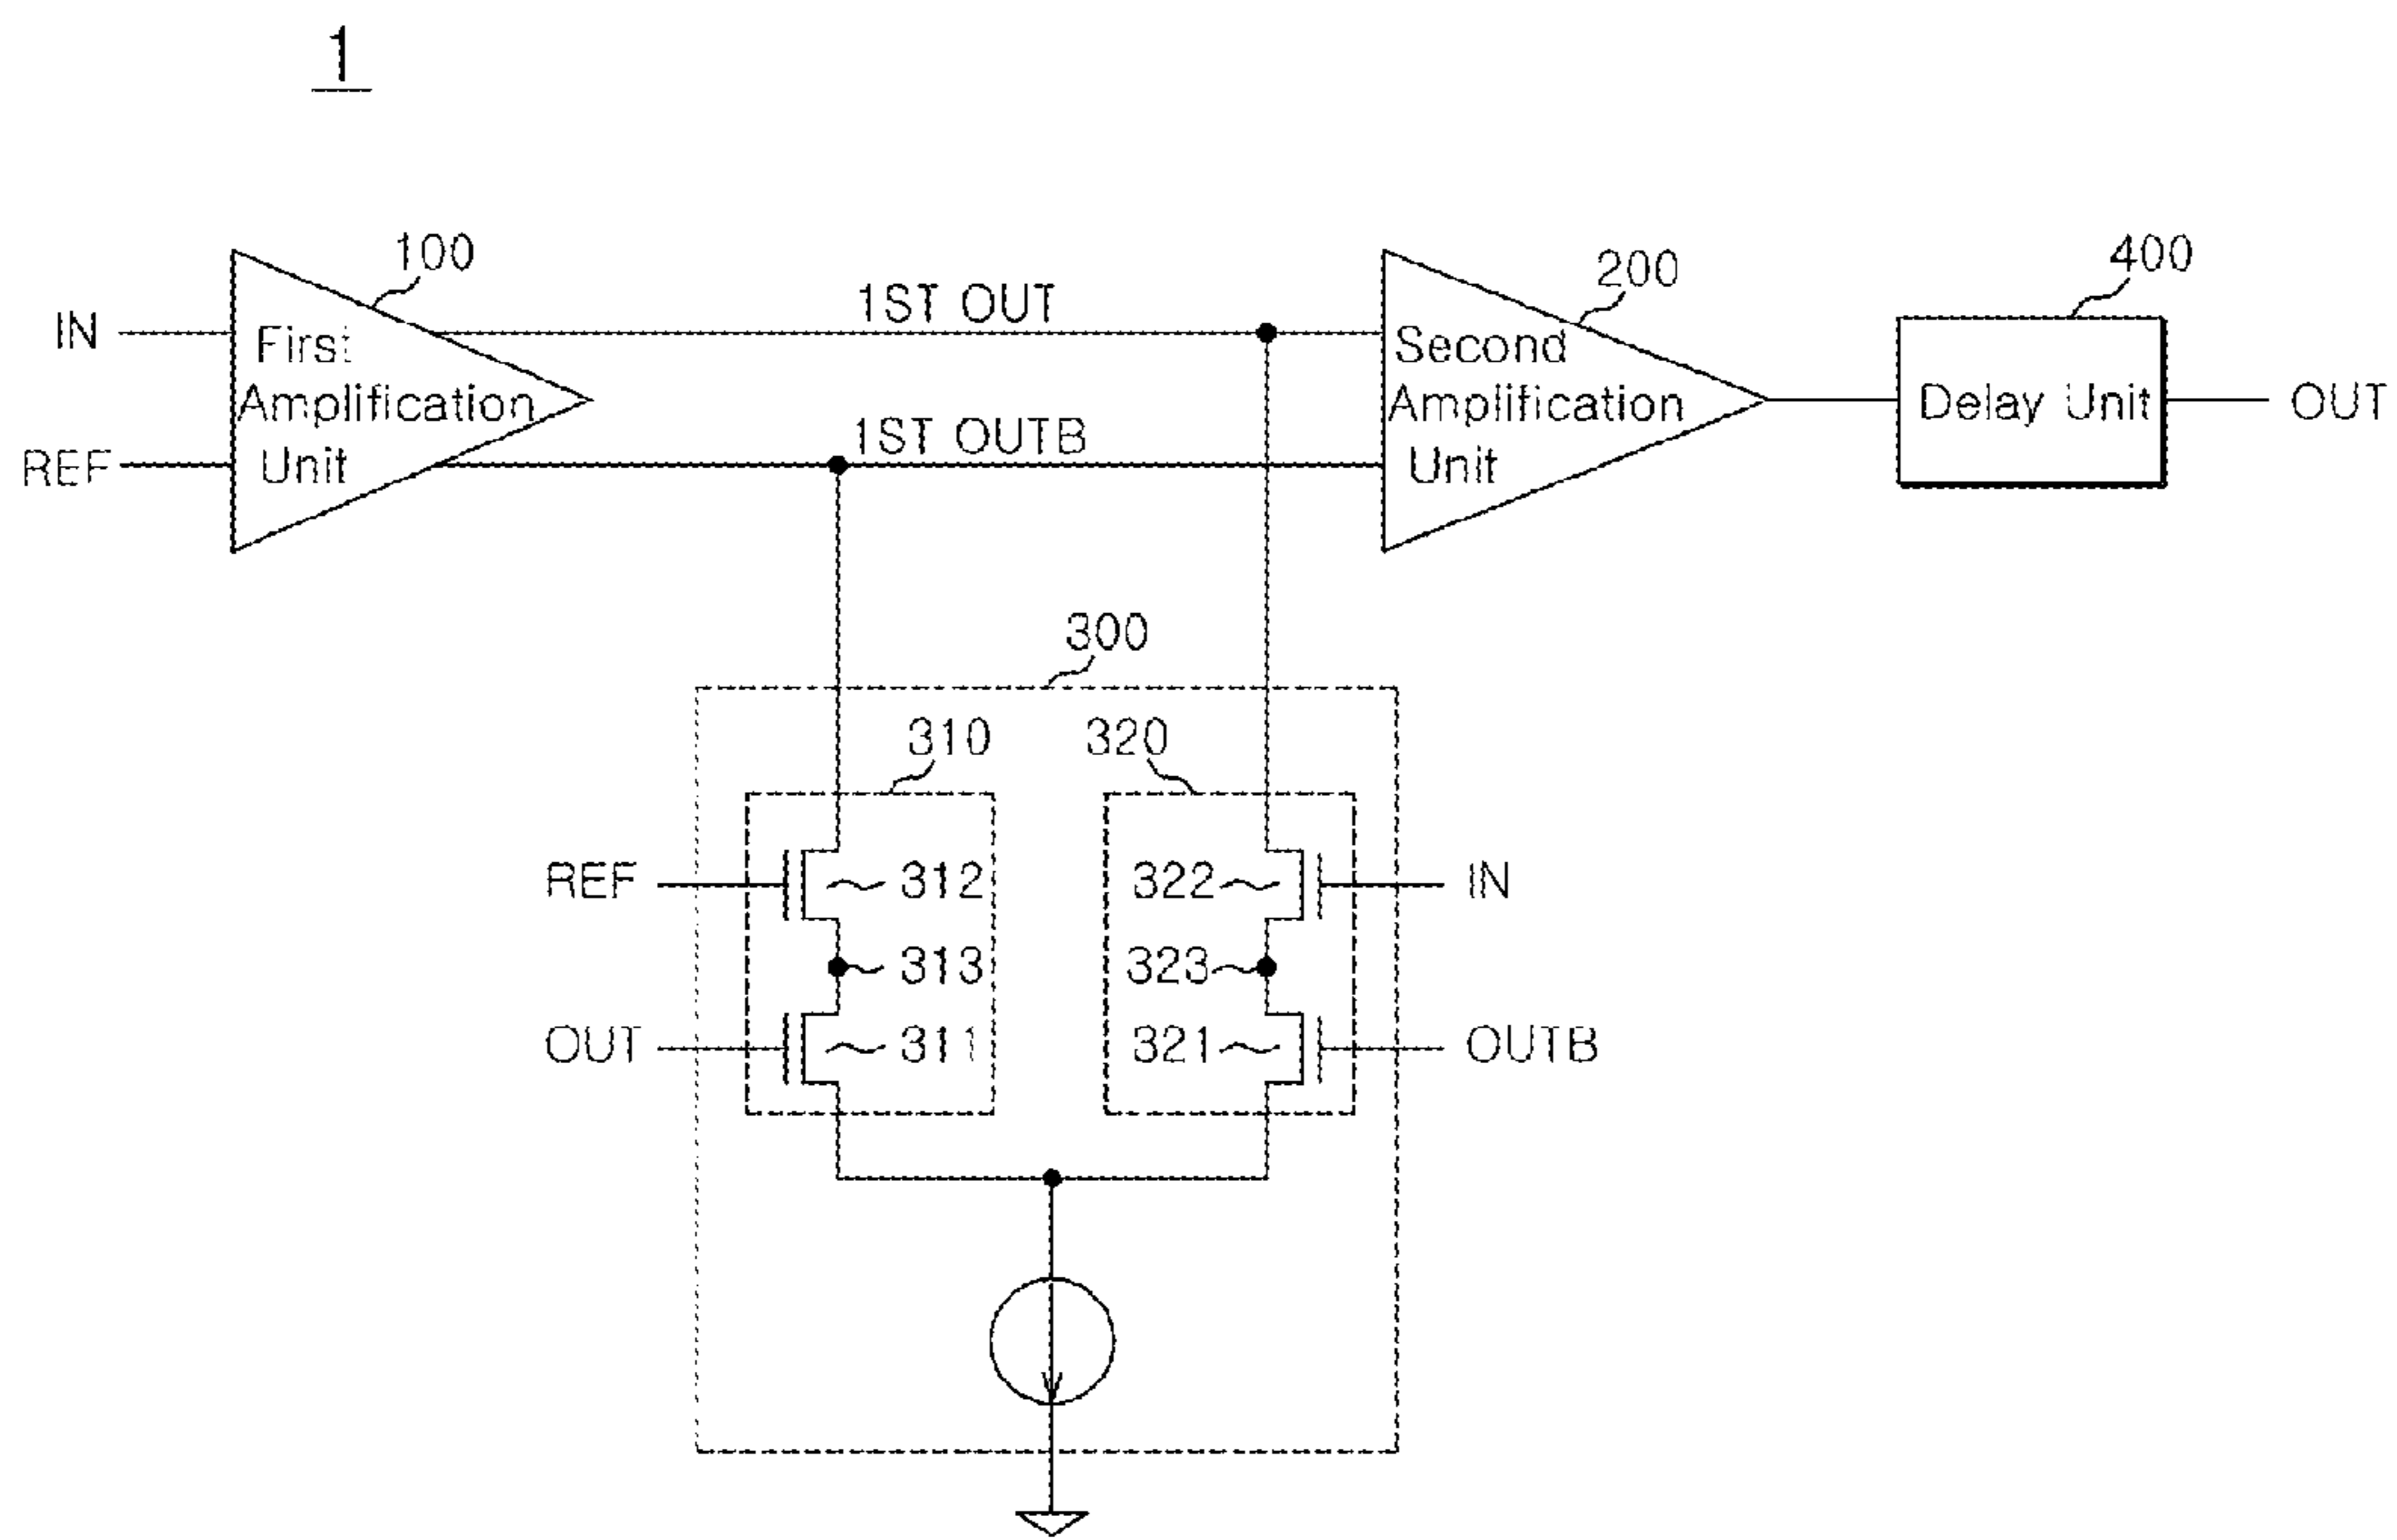 1
100
1ST OUT
200
400
IN
First
Amplification
Unit
REF
1ST OUTB
Second
Amplification
Unit
Delay Unit
OUT
300
310
320
REF
312
322
IN
313
323
OUT
311
321
OUTB